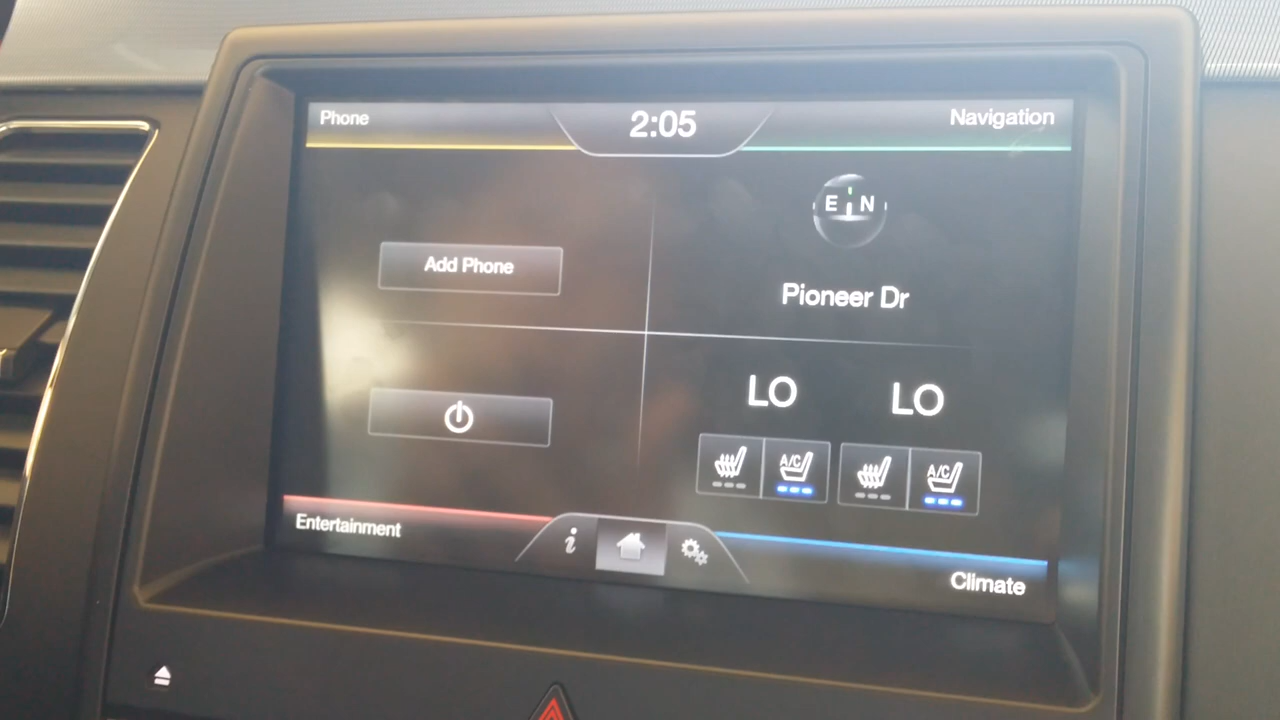 Phone
2:05
Navigation
E N
Add Phone
Pioneer Dr
LO LO
A/C A/C
Entertainment
i
Climate